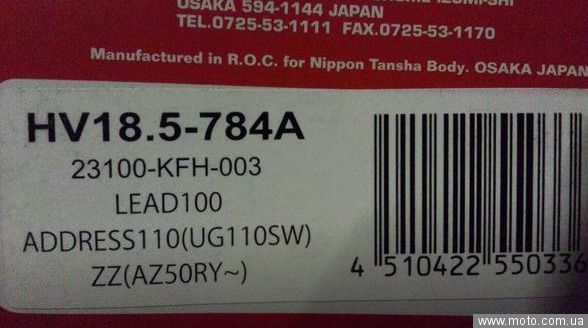 OSAKA 594-1144 JAPAN
TEL.0725-53-1111 FAX.0725-53-1170
Manufactured in R.O.C. for Nippon Tansha Body. OSAKA JAPAN
HV18.5-784A
23100-KFH-003
LEAD100
ADDRESS110(UG110SW)
ZZ(AZ50RY~)
4 510422 550336
www.moto.com.ua